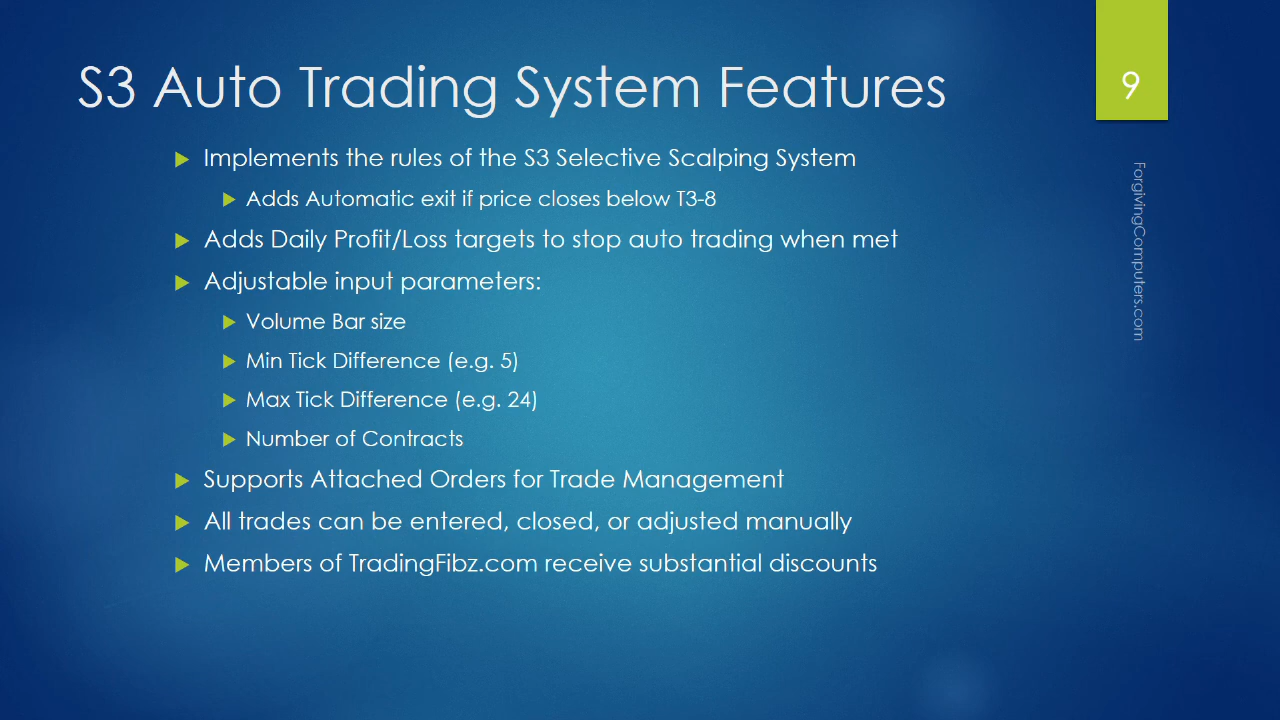 S3 Auto Trading System Features
9
Implements the rules of the S3 Selective Scalping System
Adds Automatic exit if price closes below T3-8
Adds Daily Profit/Loss targets to stop auto trading when met
Adjustable input parameters:
Volume Bar size
Min Tick Difference (e.g. 5)
Max Tick Difference (e.g. 24)
Number of Contracts
Supports Attached Orders for Trade Management
All trades can be entered, closed, or adjusted manually
Members of TradingFibz.com receive substantial discounts
ForgivingComputers.com